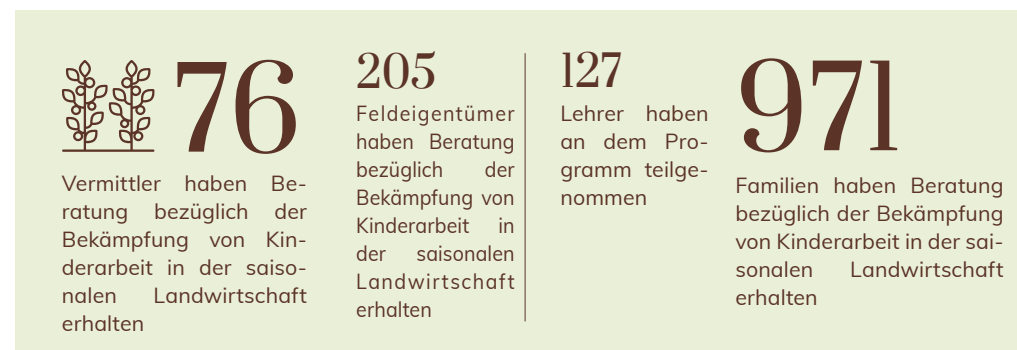 76
Vermittler haben Be-
ratung bezüglich der
Bekämpfung von Kin-
derarbeit in der saiso-
nalen Landwirtschaft
erhalten
205
Feldeigentümer
haben Beratung
bezüglich der
Bekämpfung von
Kinderarbeit in
der saisonalen
Landwirtschaft
erhalten
127
Lehrer haben
an dem Pro-
gramm teilge-
nommen
971
Familien haben Beratung
bezüglich der Bekämpfung
von Kinderarbeit in der sai-
sonalen Landwirtschaft
erhalten